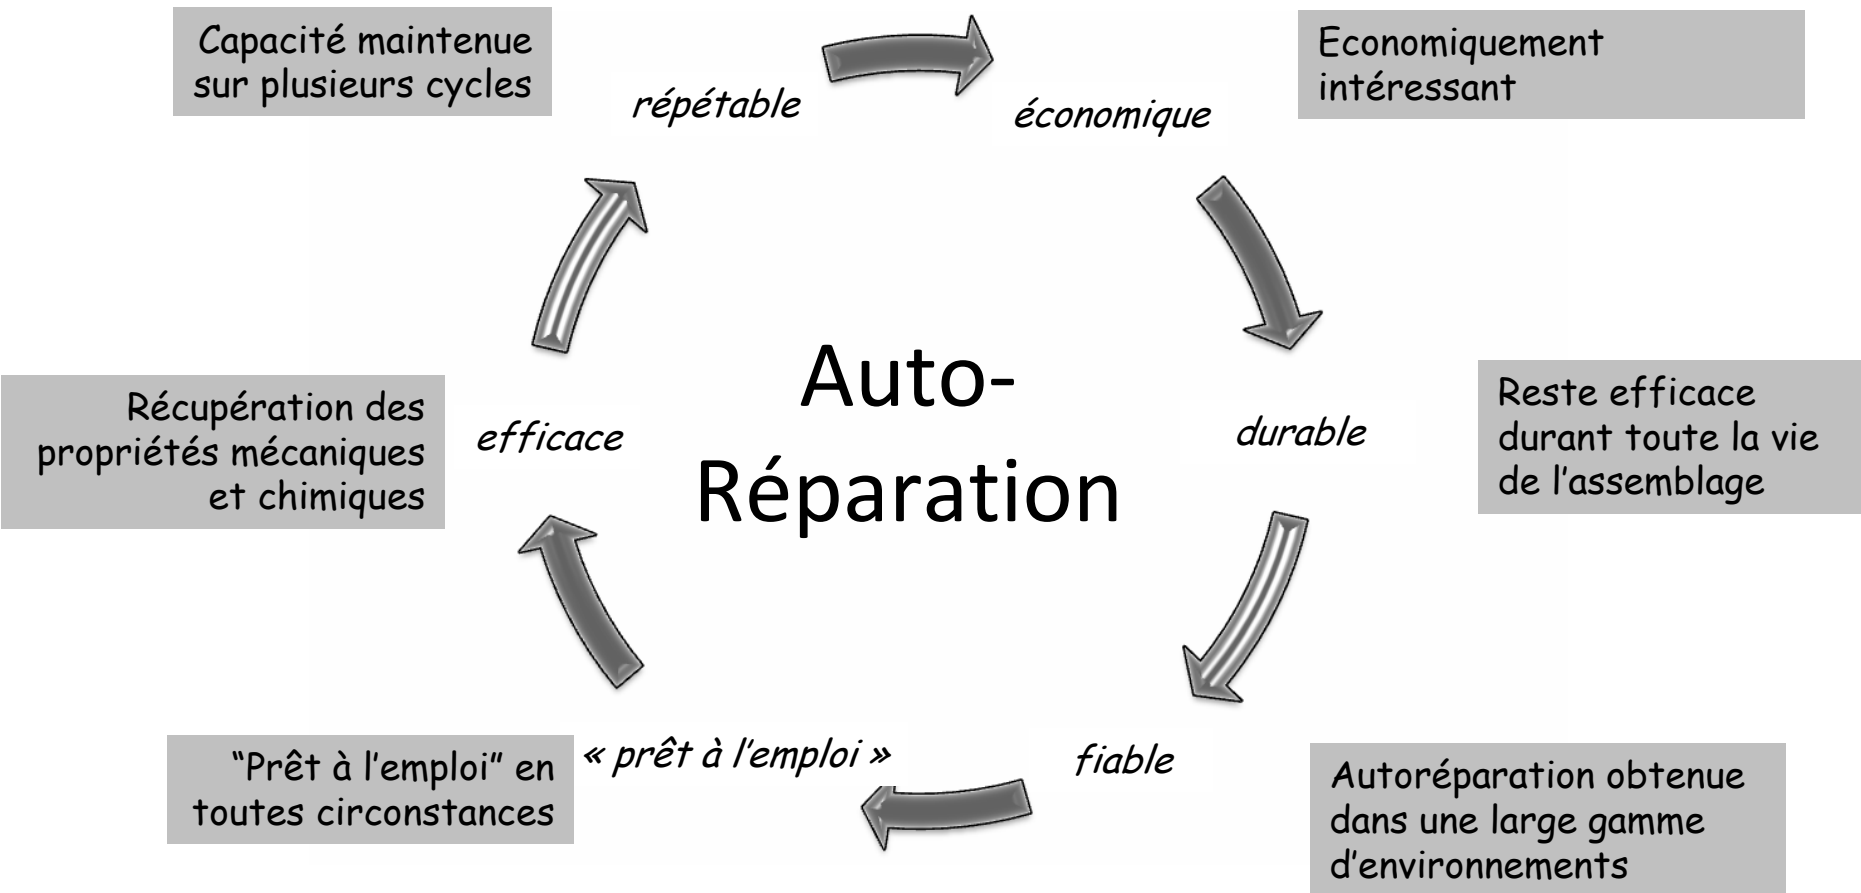 Capacité maintenue
sur plusieurs cycles
répétable
économique
Economiquement
intéressant
Auto-
Réparation
Récupération des
propriétés mécaniques
et chimiques
efficace
durable
Reste efficace
durant toute la vie
de l'assemblage
"Prêt à l'emploi" en
toutes circonstances
« prêt à l'emploi »
fiable
Autoréparation obtenue
dans une large gamme
d'environnements